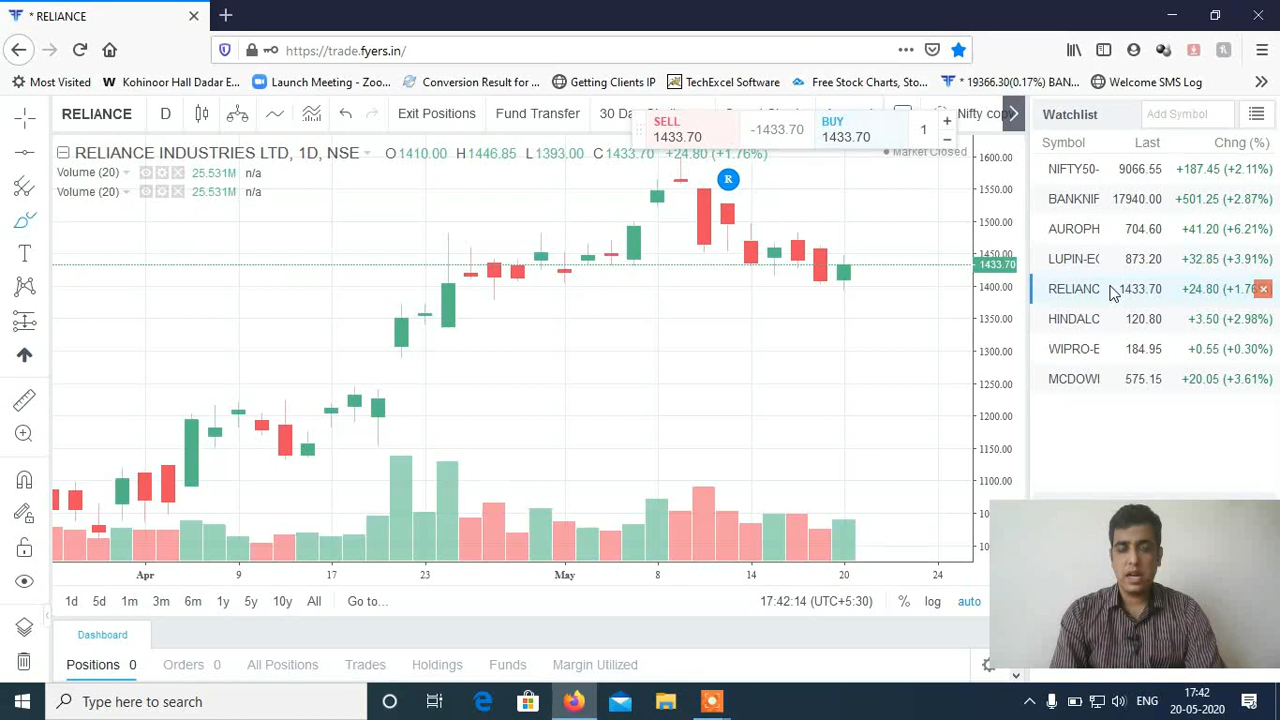 * RELIANCE
https://trade.fyers.in/
Most Visited
Kohinoor Hall Dadar E...
Launch Meeting - Zoo...
Conversion Result for ...
Getting Clients IP
TechExcel Software
Free Stock Charts, Sto...
* 19366.30(0.17%) BAN...
Welcome SMS Log
RELIANCE D Exit Positions Fund Transfer 30 Da
SELL 1433.70
-1433.70
BUY 1433.70
1
Nifty cop
RELIANCE INDUSTRIES LTD, 1D, NSE O1410.00 H1446.85 L1393.00 C1433.70 +24.80 (+1.76%)
Market Closed
Volume (20) 25.531M n/a
Volume (20) 25.531M n/a
R
1600.00
1550.00
1500.00
1450.00
1433.70
1400.00
1350.00
1300.00
1250.00
1200.00
1150.00
1100.00
Apr 9 17 23 May 8 14 20 24
1d 5d 1m 3m 6m 1y 5y 10y All Go to...
17:42:14 (UTC+5:30) % log auto
Dashboard
Positions 0 Orders 0 All Positions Trades Holdings Funds Margin Utilized
Watchlist Add Symbol
Symbol Last Chng (%)
NIFTY50- 9066.55 +187.45 (+2.11%)
BANKNIF 17940.00 +501.25 (+2.87%)
AUROPH 704.60 +41.20 (+6.21%)
LUPIN-EQ 873.20 +32.85 (+3.91%)
RELIANC 1433.70 +24.80 (+1.76
HINDALC 120.80 +3.50 (+2.98%)
WIPRO-E 184.95 +0.55 (+0.30%)
MCDOWI 575.15 +20.05 (+3.61%)
Type here to search
ENG
17:42
20-05-2020